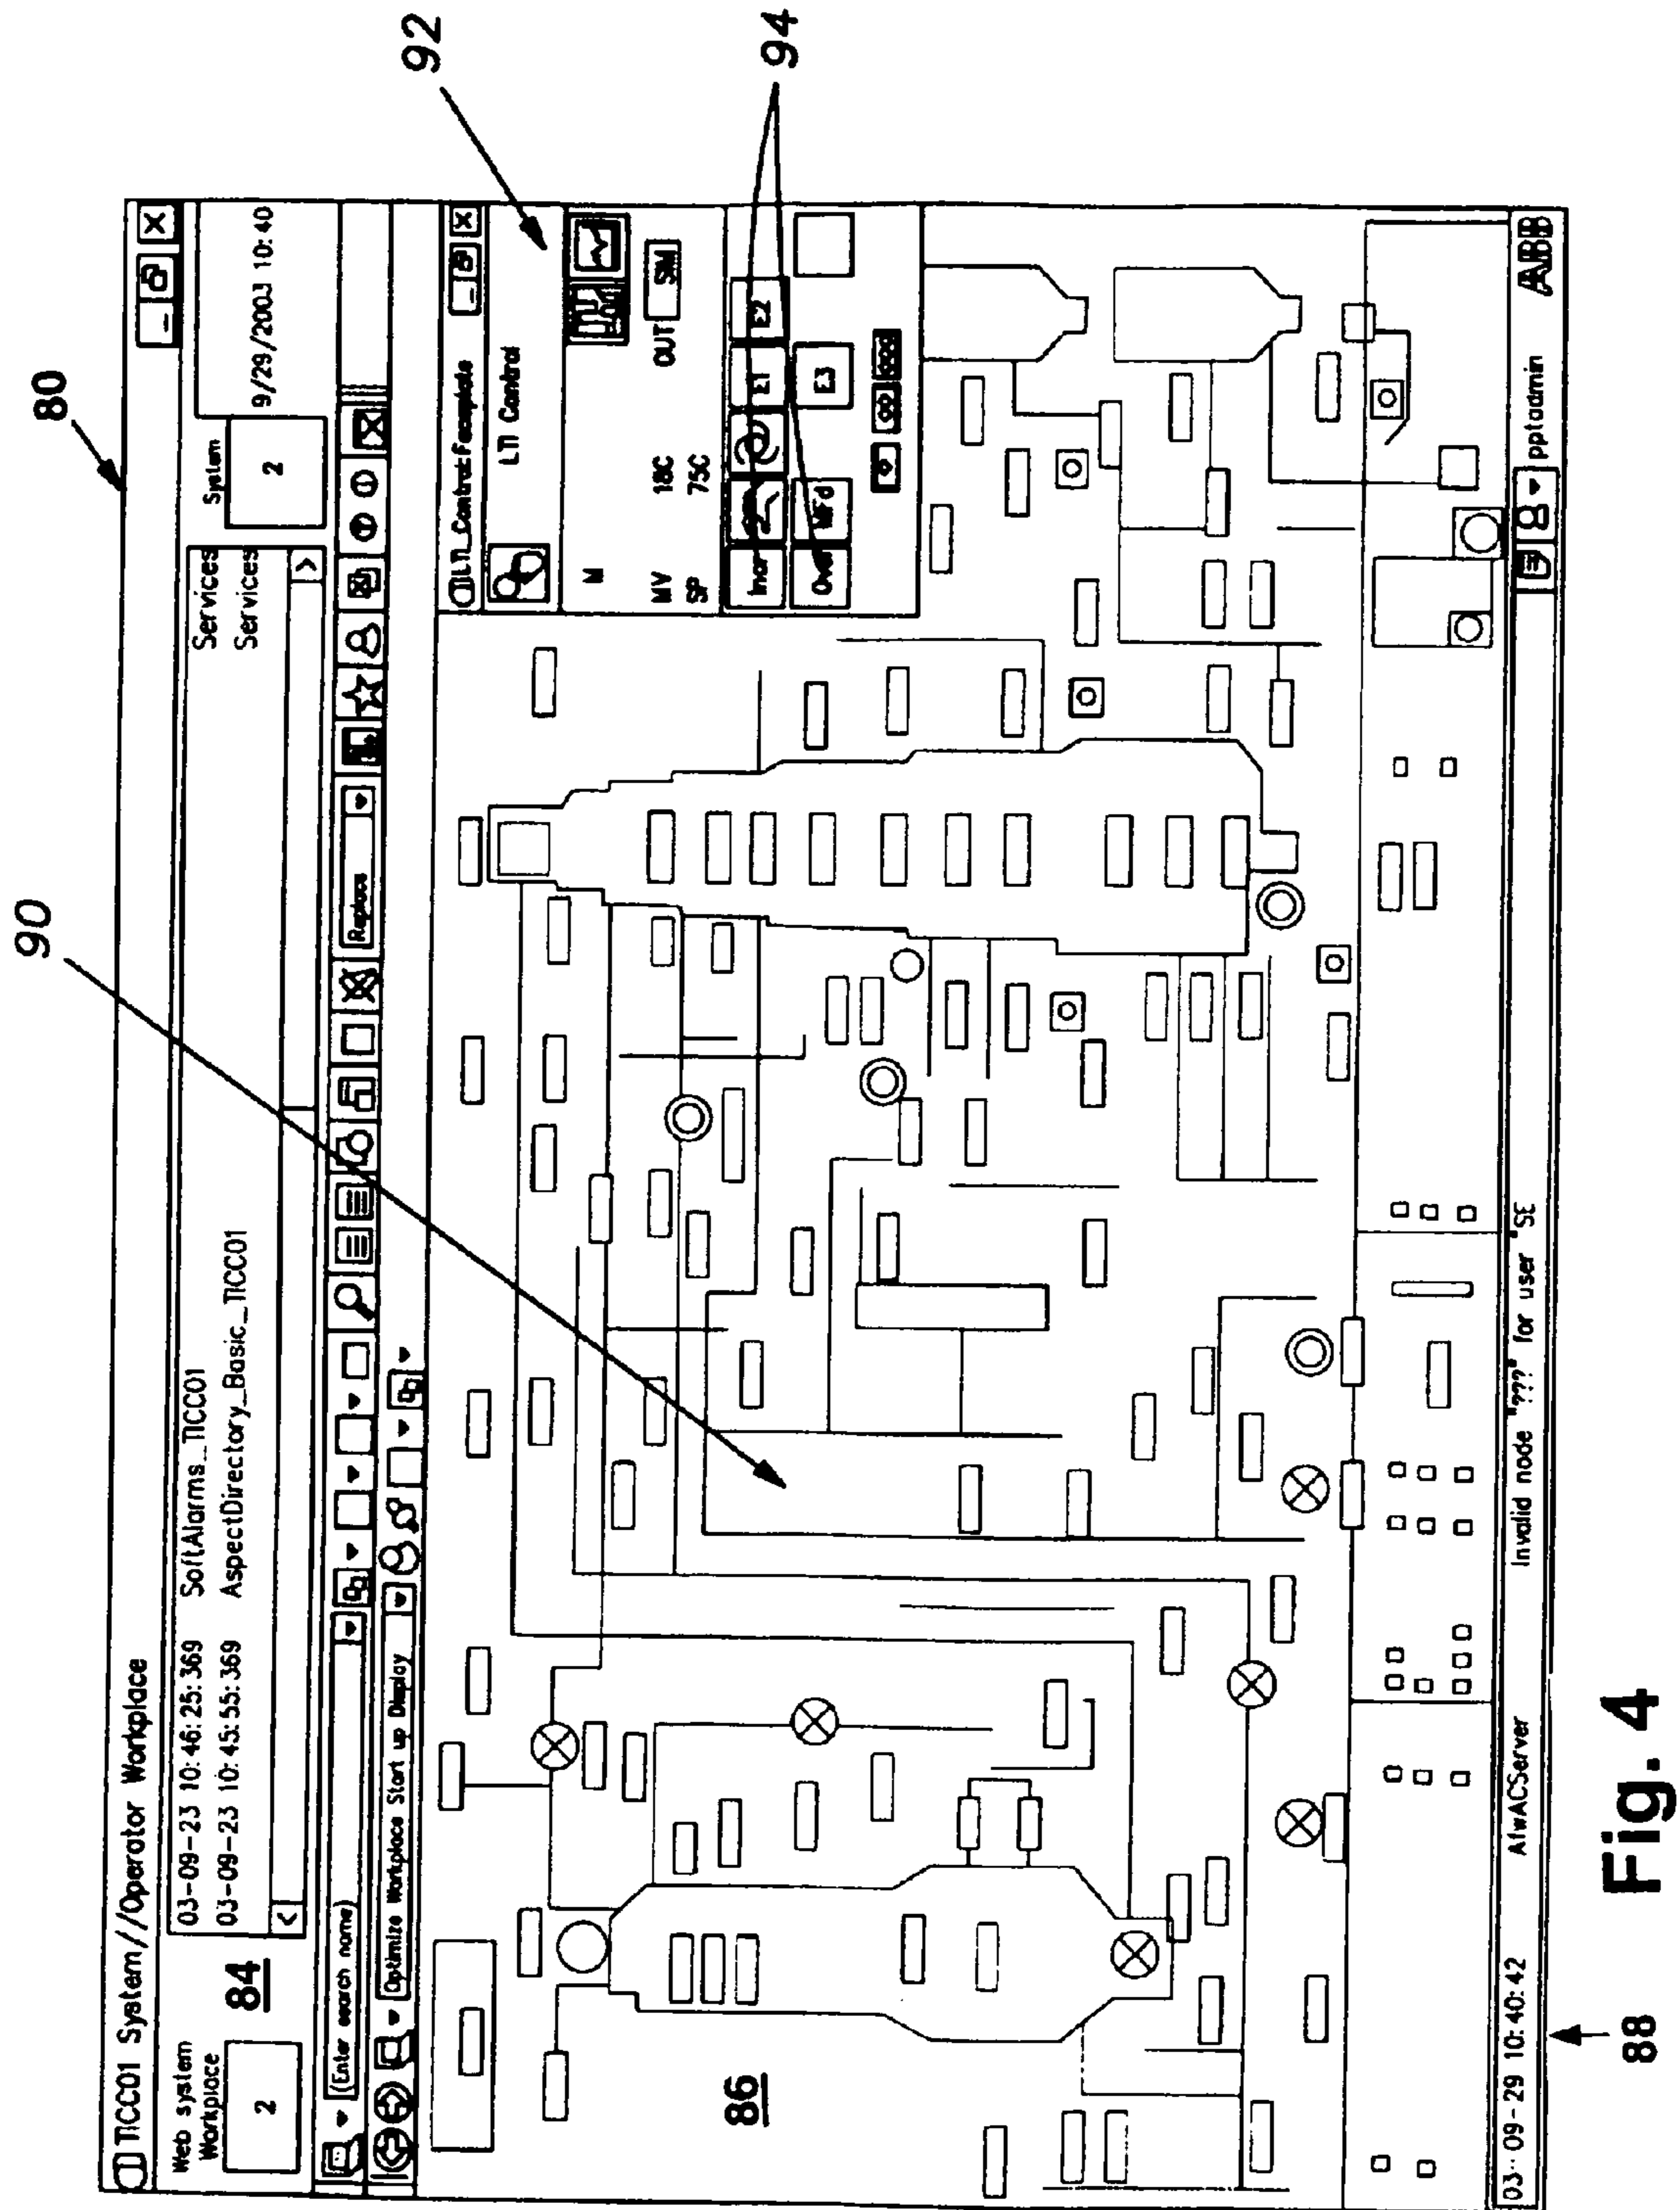 80
TICC01 System//Operator Workplace
Web system
Workplace
2
84
03-09-23 10:46:25:369 SoftAlarms_TICC01 Services
03-09-23 10:45:55:369 AspectDirectory_Basic_TICC01 Services
System
2
9/29/2003 10:40
(Enter search name)
Replace
Optimize Workplace Start up Display
90
92
LTI_Control:Faceplate
LTI Control
M
MV 18C OUT SIM
SP 75C
Incr E1 E2
Over MFd E3
94
86
03-09-29 10:40:42 AfwACServer Invalid node "???" for user "SE pptadmin ABB
88
Fig. 4